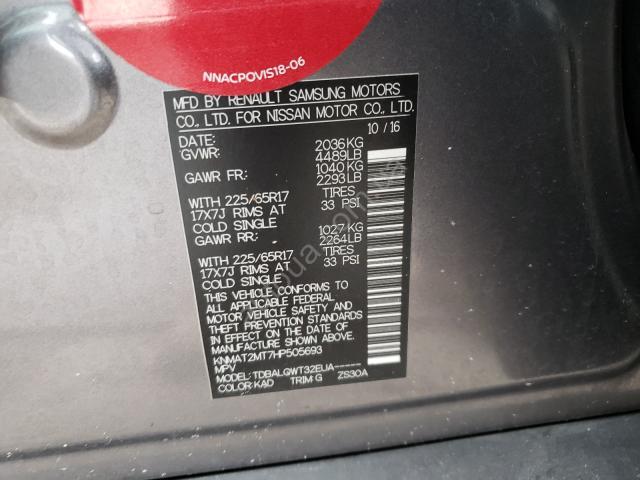 NNACPOVIS18-06
MFD BY RENAULT SAMSUNG MOTORS
CO., LTD. FOR NISSAN MOTOR CO., LTD.
DATE: 10/16
GVWR: 2036KG
4489LB
GAWR FR: 1040KG
2293LB
WITH 225/65R17 TIRES
17X7J RIMS AT 33 PSI
COLD SINGLE
GAWR RR: 1027KG
2264LB
WITH 225/65R17 TIRES
17X7J RIMS AT 33 PSI
COLD SINGLE
THIS VEHICLE CONFORMS TO
ALL APPLICABLE FEDERAL
MOTOR VEHICLE SAFETY AND
THEFT PREVENTION STANDARDS
IN EFFECT ON THE DATE OF
MANUFACTURE SHOWN ABOVE.
KNMAT2MT7HP505693
MPV
MODEL: TDBALGWT32EUA-----
COLOR:KAD TRIM:G ZS30A